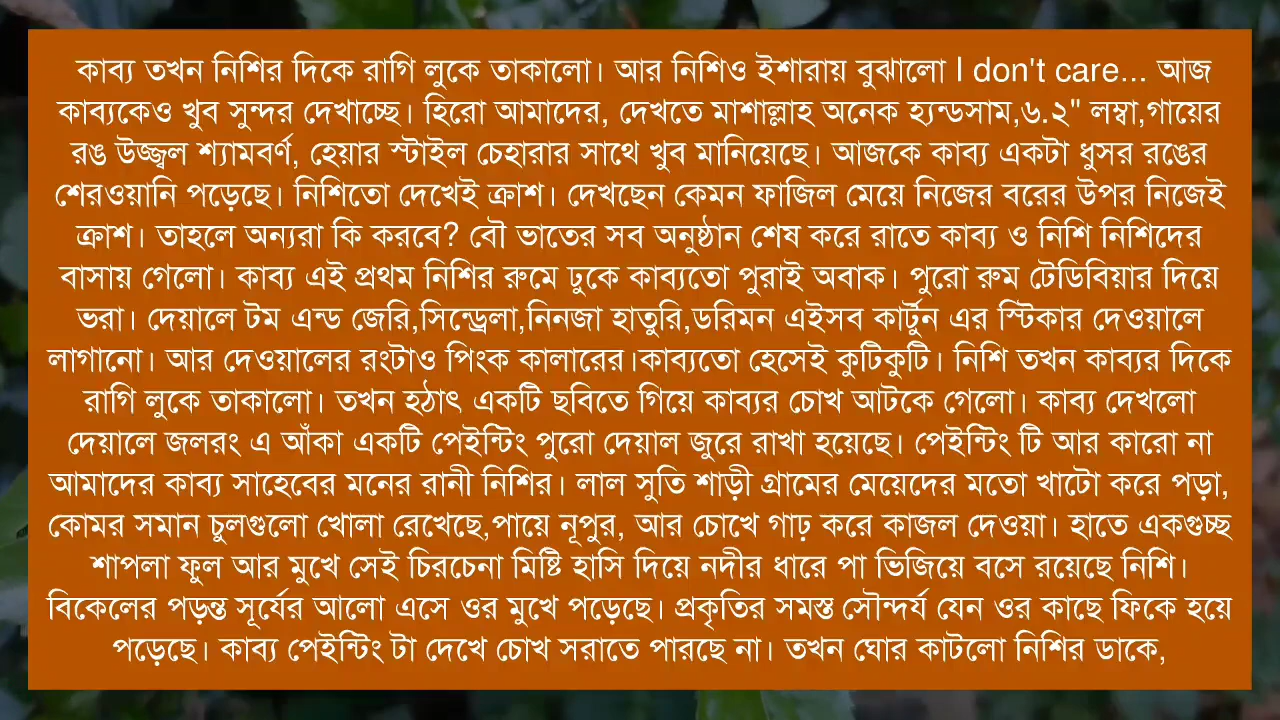 কাব্য তখন নিশির দিকে রাগি লুকে তাকালো। আর নিশিও ইশারায় বুঝালো I don't care... আজ
কাব্যকেও খুব সুন্দর দেখাচ্ছে। হিরো আমাদের, দেখতে মাশাল্লাহ অনেক হ্যন্ডসাম,৬.২" লম্বা,গায়ের
রঙ উজ্জ্বল শ্যামবর্ণ, হেয়ার স্টাইল চেহারার সাথে খুব মানিয়েছে। আজকে কাব্য একটা ধুসর রঙের
শেরওয়ানি পড়েছে। নিশিতো দেখেই ক্রাশ। দেখছেন কেমন ফাজিল মেয়ে নিজের বরের উপর নিজেই
ক্রাশ। তাহলে অন্যরা কি করবে? বৌ ভাতের সব অনুষ্ঠান শেষ করে রাতে কাব্য ও নিশি নিশিদের
বাসায় গেলো। কাব্য এই প্রথম নিশির রুমে ঢুকে কাব্যতো পুরাই অবাক। পুরো রুম টেডিবিয়ার দিয়ে
ভরা। দেয়ালে টম এন্ড জেরি,সিন্ড্রেলা,নিনজা হাতুরি,ডরিমন এইসব কার্টুন এর স্টিকার দেওয়ালে
লাগানো। আর দেওয়ালের রংটাও পিংক কালারের।কাব্যতো হেসেই কুটিকুটি। নিশি তখন কাব্যর দিকে
রাগি লুকে তাকালো। তখন হঠাৎ একটি ছবিতে গিয়ে কাব্যর চোখ আটকে গেলো। কাব্য দেখলো
দেয়ালে জলরং এ আঁকা একটি পেইন্টিং পুরো দেয়াল জুরে রাখা হয়েছে। পেইন্টিং টি আর কারো না
আমাদের কাব্য সাহেবের মনের রানী নিশির। লাল সুতি শাড়ী গ্রামের মেয়েদের মতো খাটো করে পড়া,
কোমর সমান চুলগুলো খোলা রেখেছে,পায়ে নূপুর, আর চোখে গাঢ় করে কাজল দেওয়া। হাতে একগুচ্ছ
শাপলা ফুল আর মুখে সেই চিরচেনা মিষ্টি হাসি দিয়ে নদীর ধারে পা ভিজিয়ে বসে রয়েছে নিশি।
বিকেলের পড়ন্ত সূর্যের আলো এসে ওর মুখে পড়েছে। প্রকৃতির সমস্ত সৌন্দর্য যেন ওর কাছে ফিকে হয়ে
পড়েছে। কাব্য পেইন্টিং টা দেখে চোখ সরাতে পারছে না। তখন ঘোর কাটলো নিশির ডাকে,